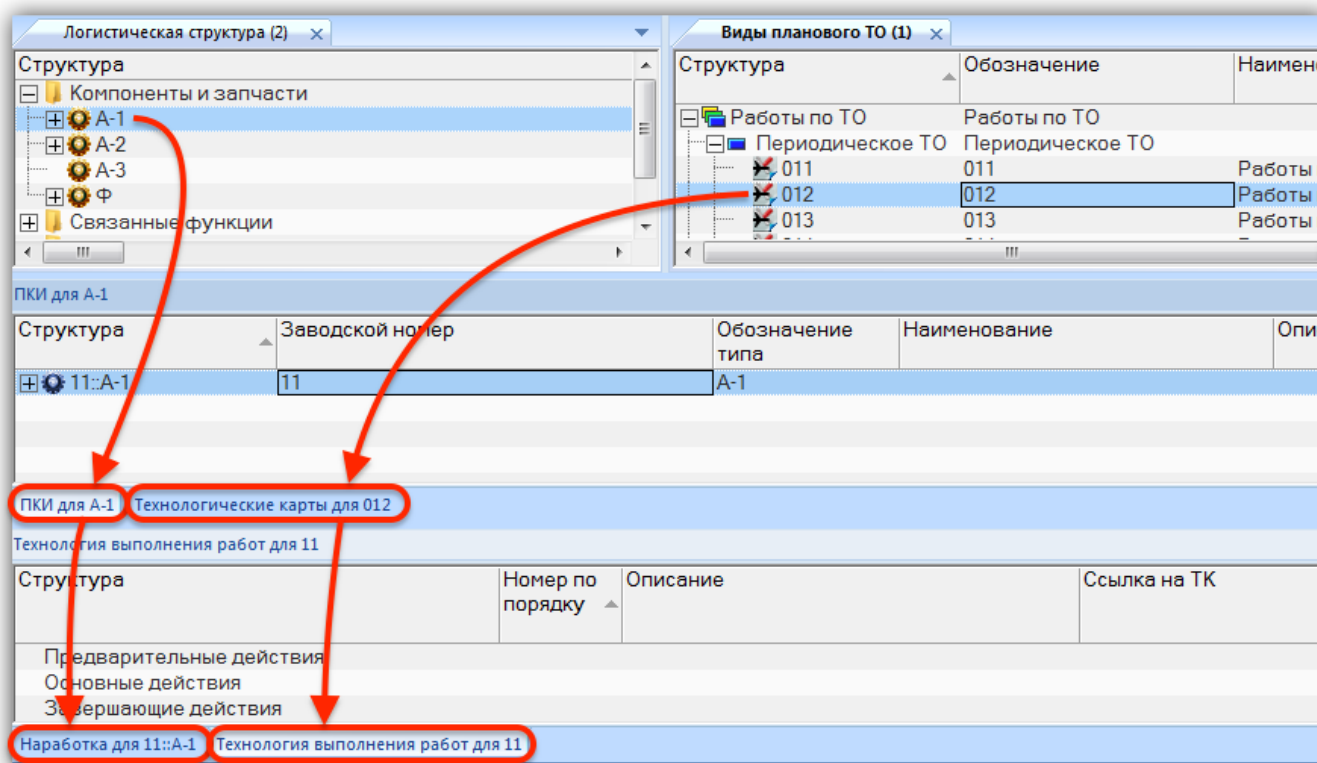 Логистическая структура (2)
Структура
Компоненты и запчасти
А-1
А-2
А-3
Ф
Связанные функции
Виды планового ТО (1)
Структура Обозначение Наимен
Работы по ТО Работы по ТО
Периодическое ТО Периодическое ТО
011 011 Работы
012 012 Работы
013 013 Работы
ПКИ для А-1
Структура Заводской номер Обозначение типа Наименование Опи
11::А-1 11 А-1
ПКИ для А-1 Технологические карты для 012
Технология выполнения работ для 11
Структура Номер по порядку Описание Ссылка на ТК
Предварительные действия
Основные действия
Завершающие действия
Наработка для 11::А-1 Технология выполнения работ для 11